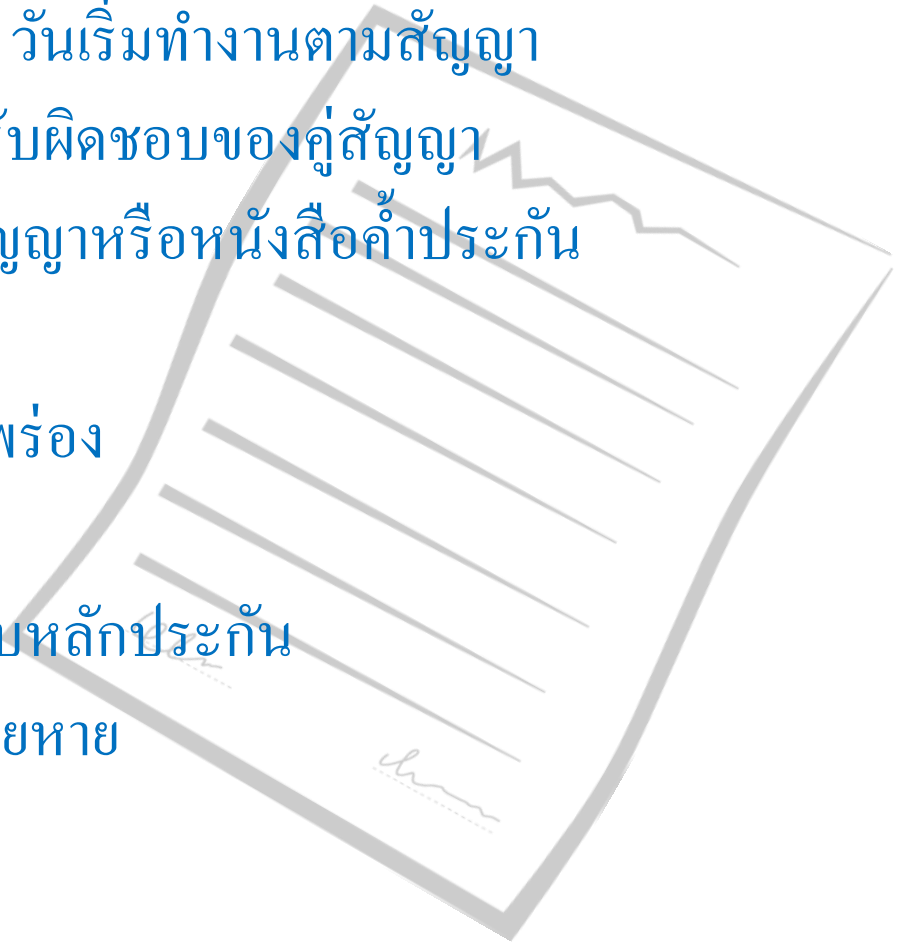 วันเริ่มทำงานตามสัญญา
รับผิดชอบของคู่สัญญา
ญญาหรือหนังสือค้ำประกัน
พร่อง
บหลักประกัน
ยหาย